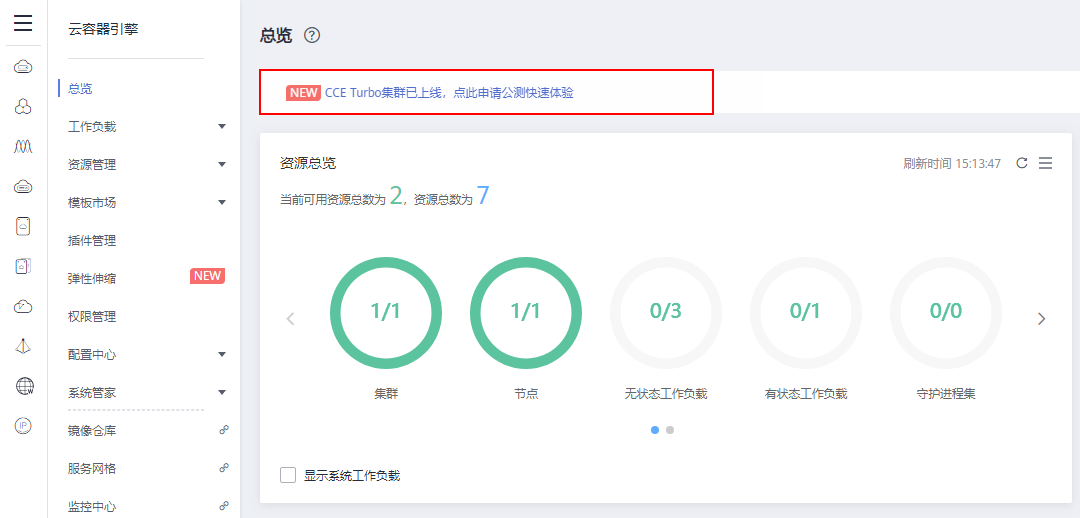 云容器引擎
总览
工作负载
资源管理
模板市场
插件管理
弹性伸缩 NEW
权限管理
配置中心
系统管家
镜像仓库
服务网格
监控中心
IP
总览 ?
NEW CCE Turbo集群已上线，点此申请公测快速体验
资源总览
刷新时间 15:13:47
当前可用资源总数为 2，资源总数为 7
1/1
集群
1/1
节点
0/3
无状态工作负载
0/1
有状态工作负载
0/0
守护进程集
显示系统工作负载